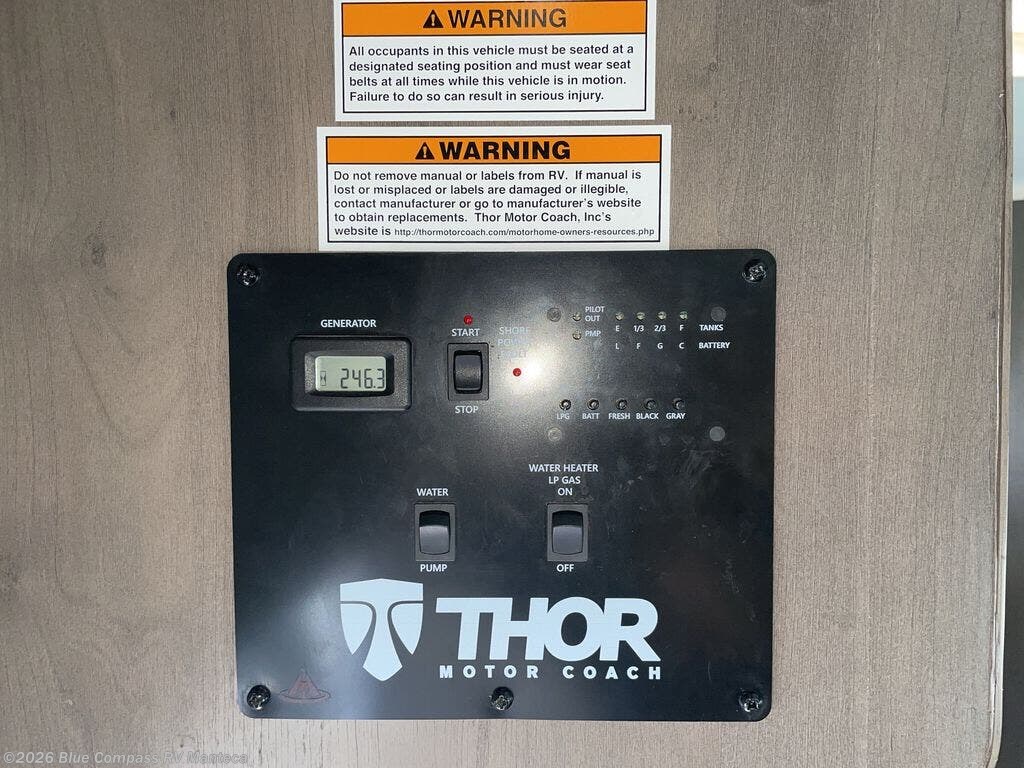 WARNING
All occupants in this vehicle must be seated at a
designated seating position and must wear seat
belts at all times while this vehicle is in motion.
Failure to do so can result in serious injury.
WARNING
Do not remove manual or labels from RV. If manual is
lost or misplaced or labels are damaged or illegible,
contact manufacturer or go to manufacturer's website
to obtain replacements. Thor Motor Coach, Inc's
website is http://thormotorcoach.com/motorhome-owners-resources.php
GENERATOR
246.3
START
STOP
SHORE
POWER
PILOT
OUT
PMP
E 1/3 2/3 F TANKS
L F G C BATTERY
LPG BATT FRESH BLACK GRAY
WATER
PUMP
WATER HEATER
LP GAS
ON
OFF
THOR
MOTOR COACH
©2026 Blue Compass RV Manteca